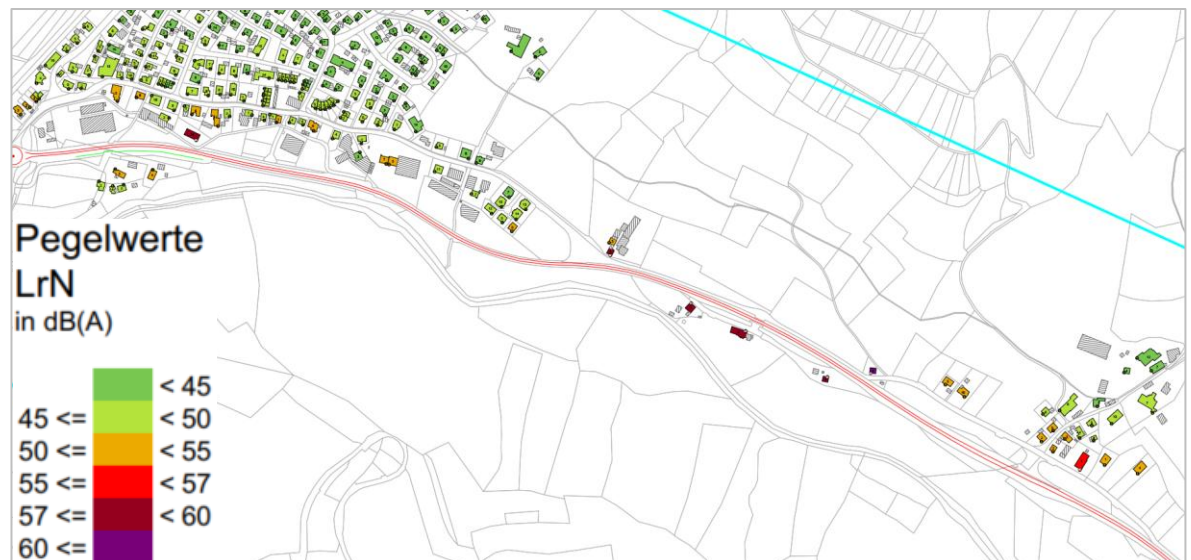 Pegelwerte
LrN
in dB(A)
< 45
45 <= < 50
50 <= < 55
55 <= < 57
57 <= < 60
60 <=